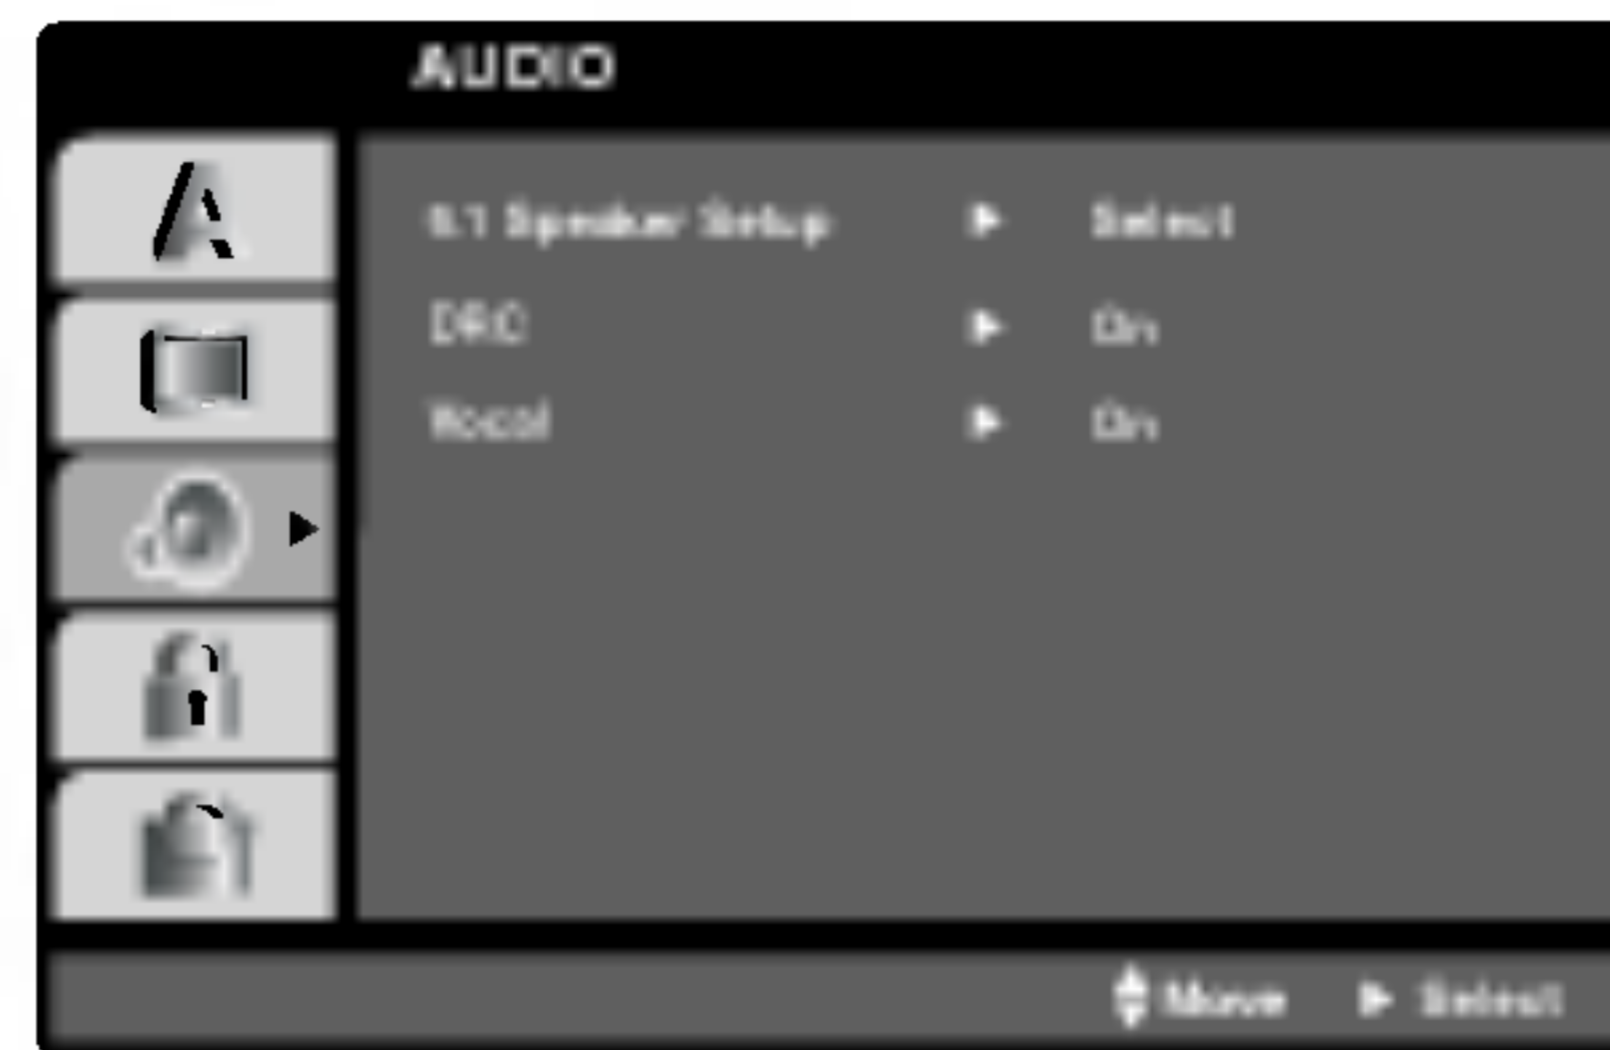 AUDIO
5.1 Speaker Setup ► Select
DRC ► On
Vocal ► On
Move ► Select